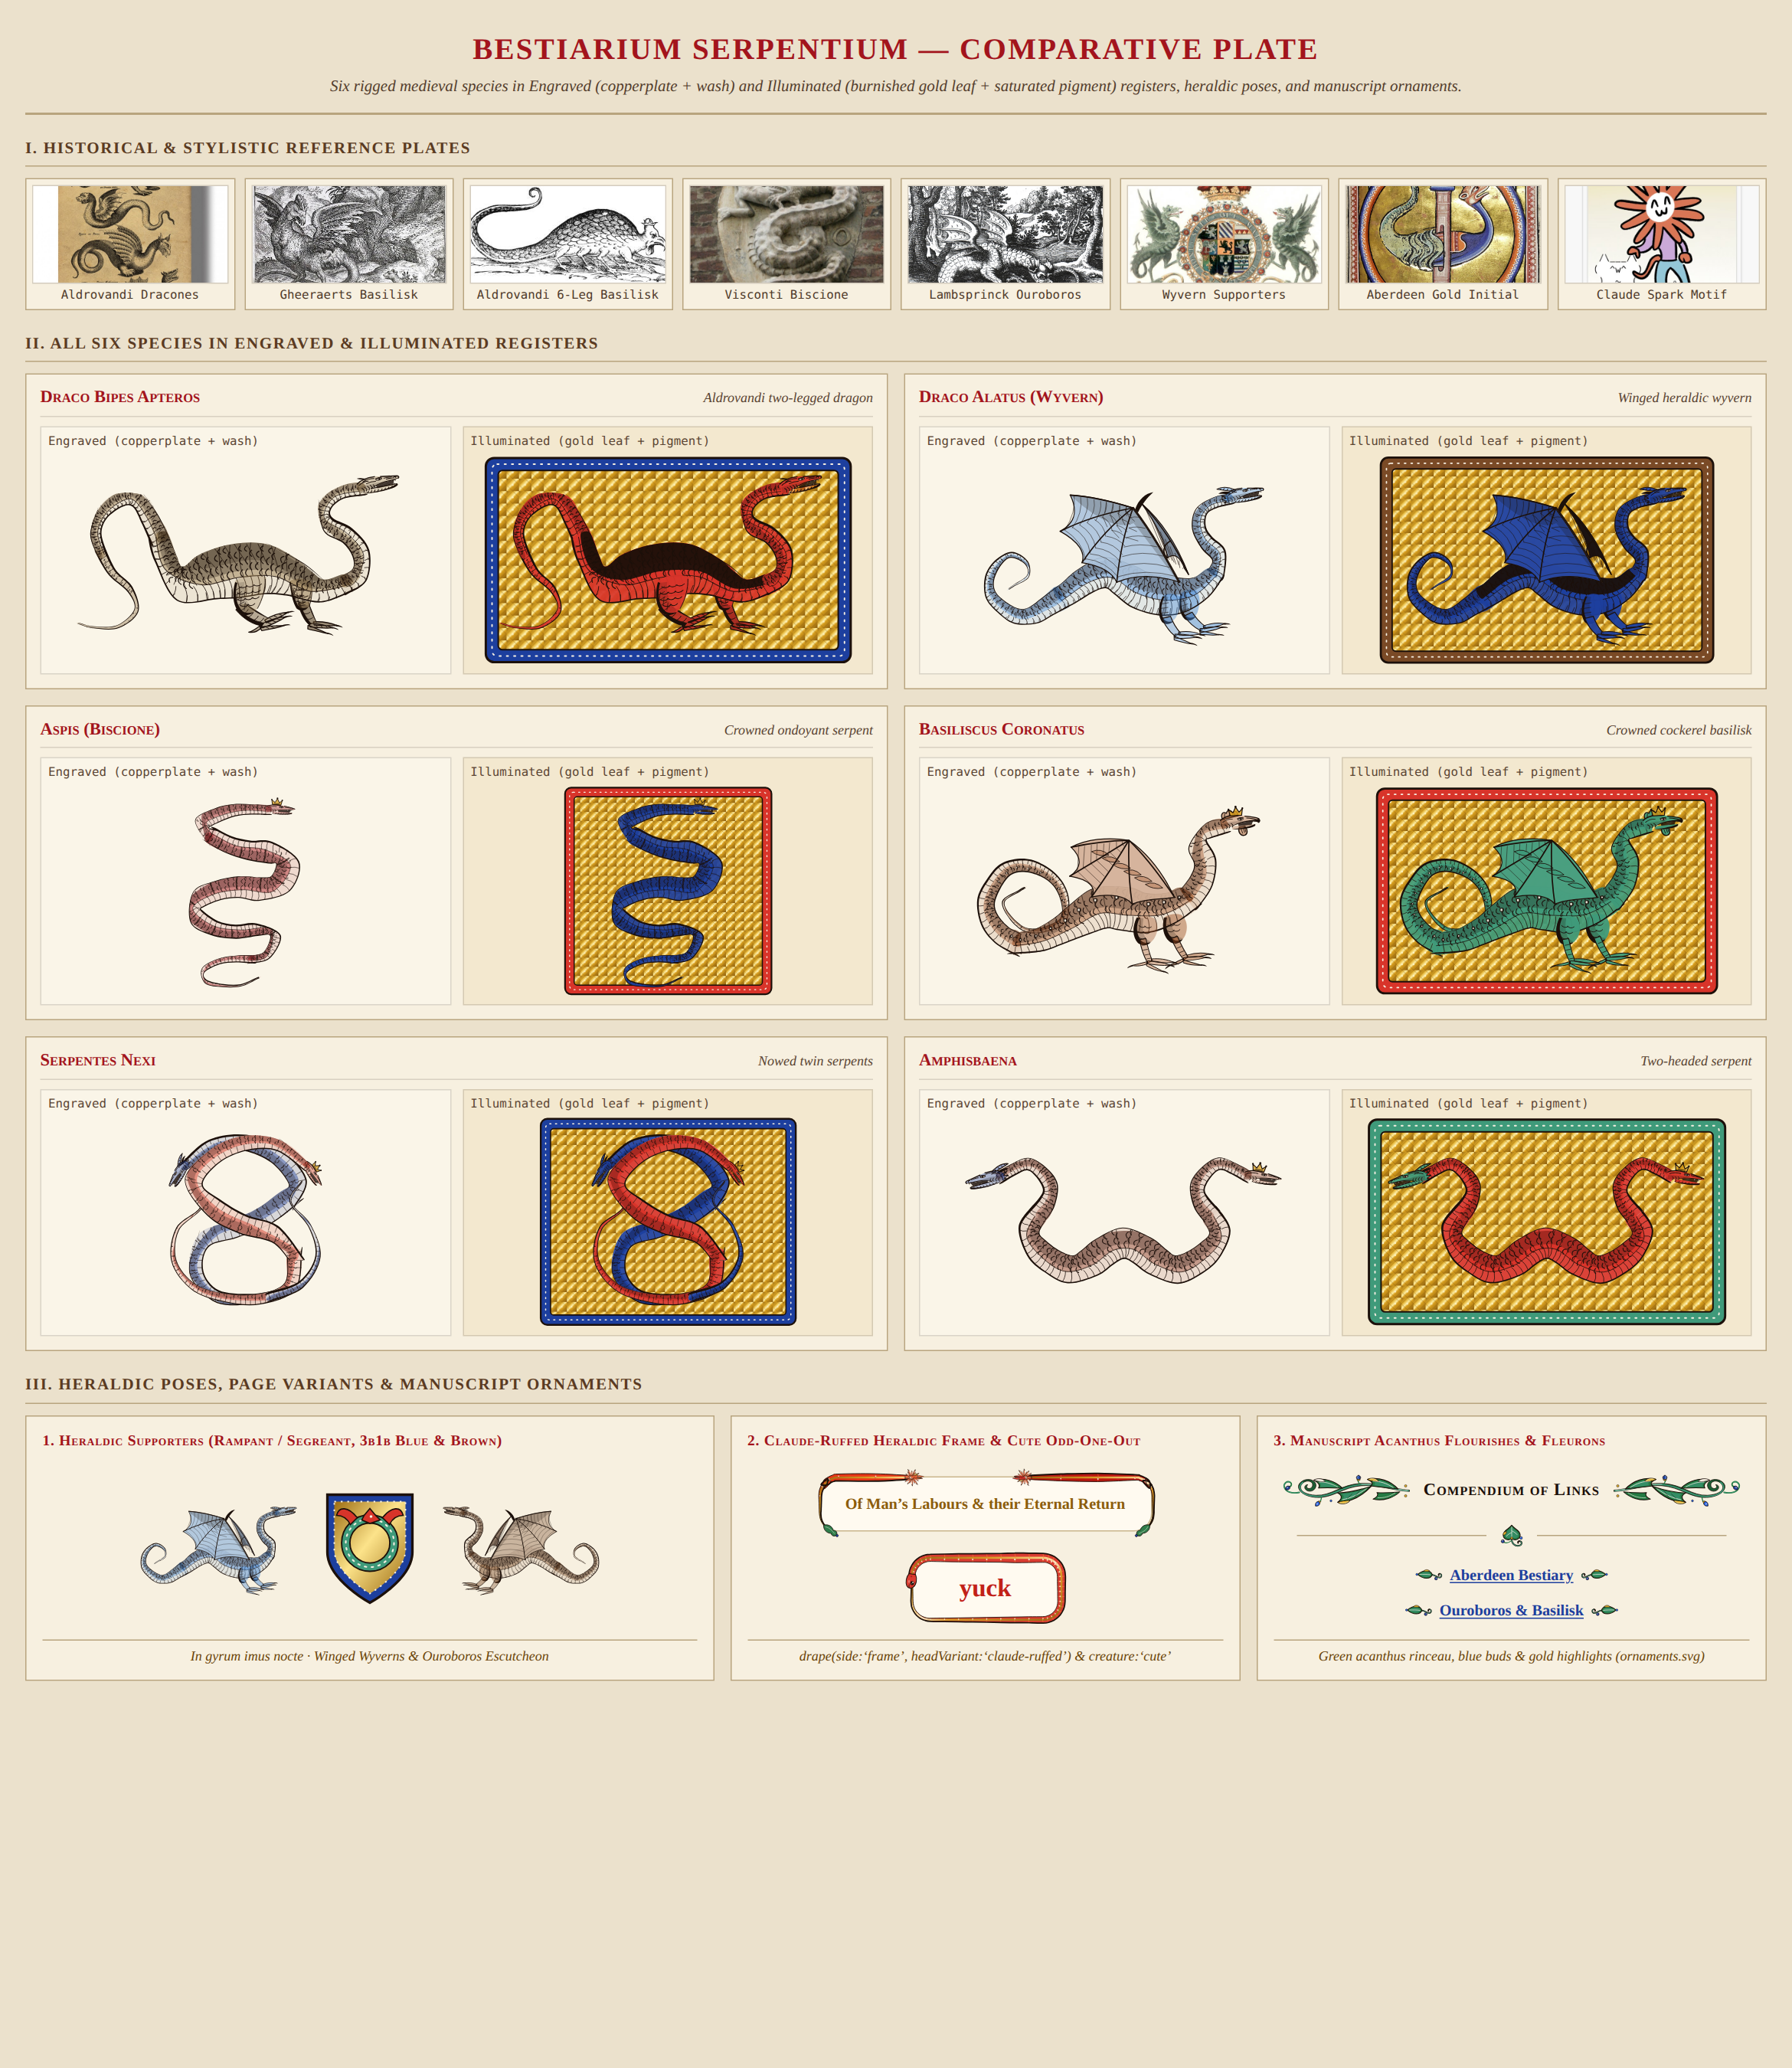 BESTIARIUM SERPENTIUM — COMPARATIVE PLATE
Six rigged medieval species in Engraved (copperplate + wash) and Illuminated (burnished gold leaf + saturated pigment) registers, heraldic poses, and manuscript ornaments.
I. HISTORICAL & STYLISTIC REFERENCE PLATES
Aldrovandi Dracones
Gheeraerts Basilisk
Aldrovandi 6-Leg Basilisk
Visconti Biscione
Lambsprinck Ouroboros
Wyvern Supporters
Aberdeen Gold Initial
Claude Spark Motif
II. ALL SIX SPECIES IN ENGRAVED & ILLUMINATED REGISTERS
Draco Bipes Apteros
Aldrovandi two-legged dragon
Engraved (copperplate + wash)
Illuminated (gold leaf + pigment)
Draco Alatus (Wyvern)
Winged heraldic wyvern
Engraved (copperplate + wash)
Illuminated (gold leaf + pigment)
Aspis (Biscione)
Crowned ondoyant serpent
Engraved (copperplate + wash)
Illuminated (gold leaf + pigment)
Basiliscus Coronatus
Crowned cockerel basilisk
Engraved (copperplate + wash)
Illuminated (gold leaf + pigment)
Serpentes Nexi
Nowed twin serpents
Engraved (copperplate + wash)
Illuminated (gold leaf + pigment)
Amphisbaena
Two-headed serpent
Engraved (copperplate + wash)
Illuminated (gold leaf + pigment)
III. HERALDIC POSES, PAGE VARIANTS & MANUSCRIPT ORNAMENTS
1. Heraldic Supporters (Rampant / Segreant, 3b1b Blue & Brown)
In gyrum imus nocte · Winged Wyverns & Ouroboros Escutcheon
2. Claude-Ruffed Heraldic Frame & Cute Odd-One-Out
Of Man’s Labours & their Eternal Return
yuck
drape(side:‘frame’, headVariant:‘claude-ruffed’) & creature:‘cute’
3. Manuscript Acanthus Flourishes & Fleurons
Compendium of Links
Aberdeen Bestiary
Ouroboros & Basilisk
Green acanthus rinceau, blue buds & gold highlights (ornaments.svg)